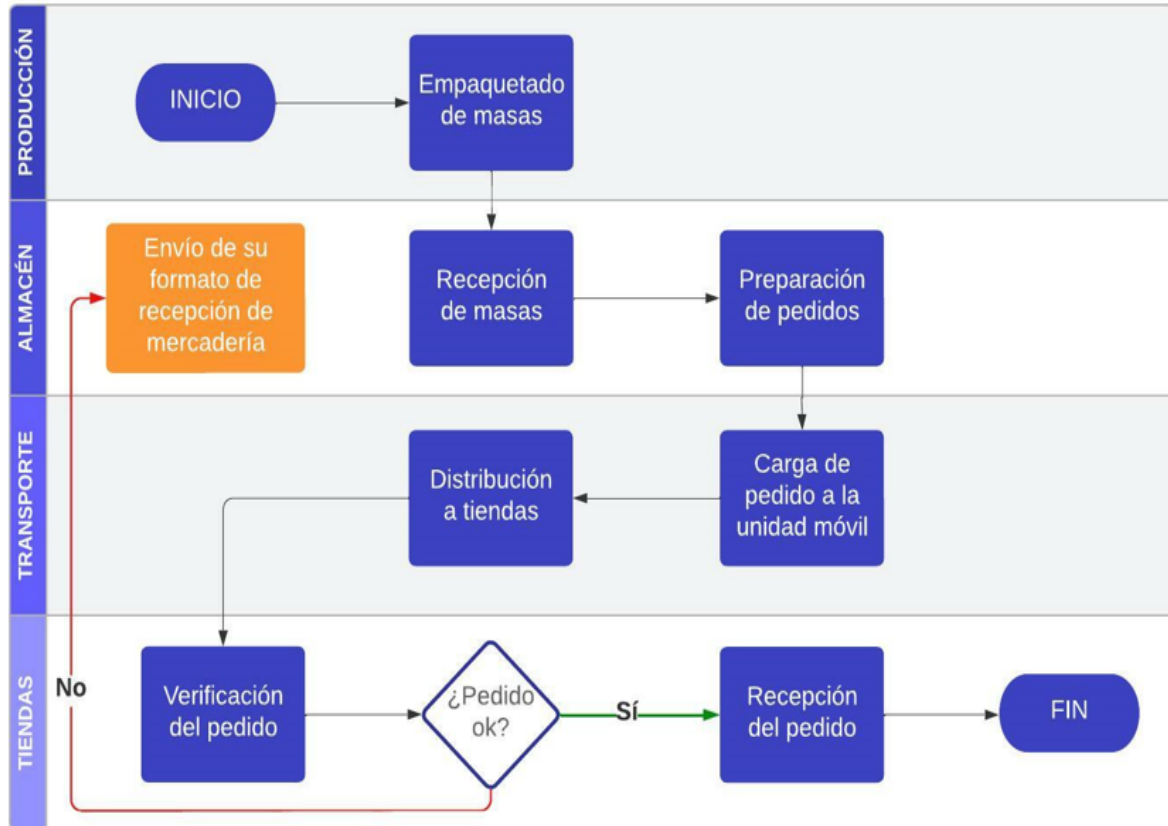 PRODUCCIÓN
INICIO
Empaquetado
de masas
ALMACÉN
Envío de su
formato de
recepción de
mercadería
Recepción
de masas
Preparación
de pedidos
TRANSPORTE
Distribución
a tiendas
Carga de
pedido a la
unidad móvil
TIENDAS
No
Verificación
del pedido
¿Pedido
ok?
Sí
Recepción
del pedido
FIN